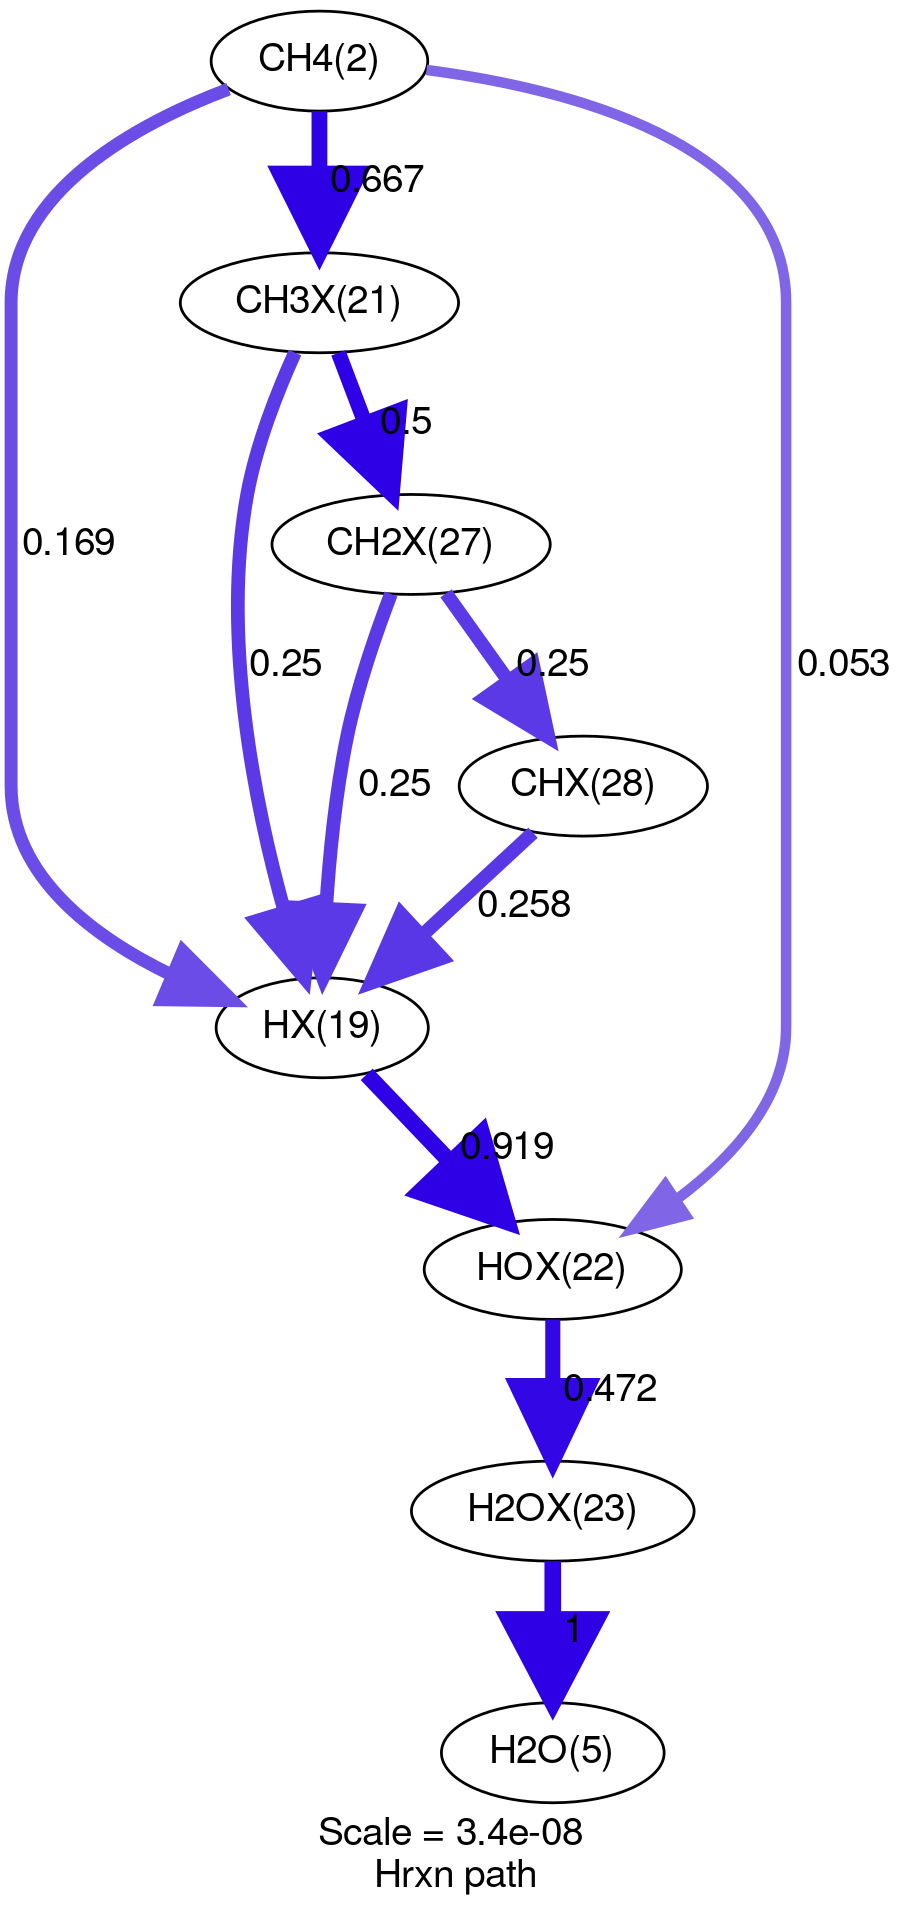 CH4(2)
0.667
CH3X(21)
0.5
0.169
CH2X(27)
0.25
0.25
0.053
0.25
CHX(28)
0.258
HX(19)
0.919
HOX(22)
0.472
H2OX(23)
1
H2O(5)
Scale = 3.4e-08
Hrxn path